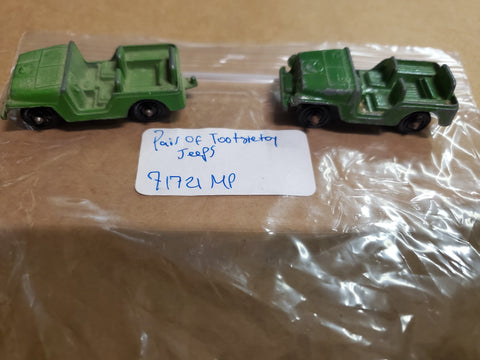 Pair of Tootsietoy
Jeeps
71721 MP